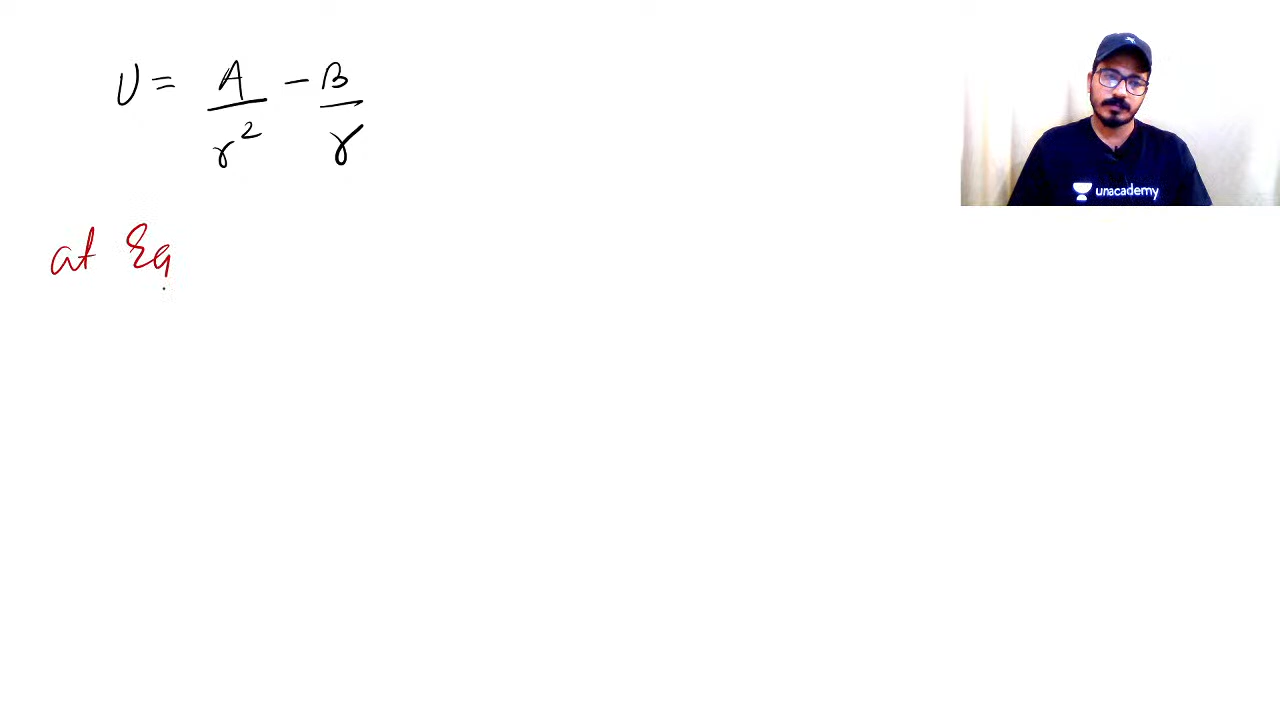 U = A/r² - B/r
at Eq
unacademy